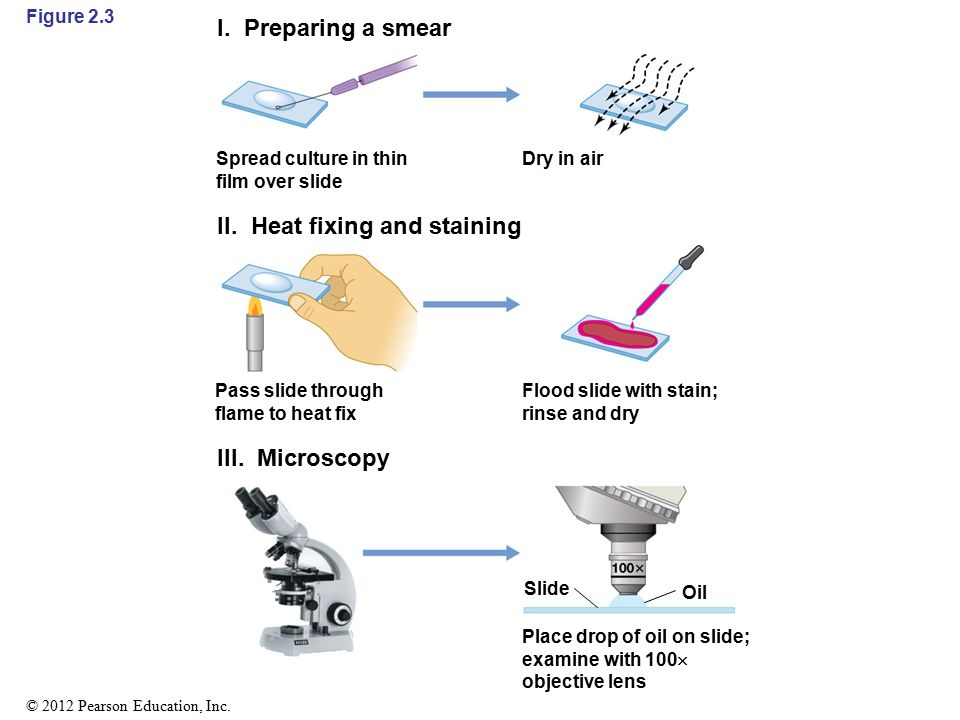 Figure 2.3
I. Preparing a smear
Spread culture in thin
film over slide
Dry in air
II. Heat fixing and staining
Pass slide through
flame to heat fix
Flood slide with stain;
rinse and dry
III. Microscopy
100×
Slide
Oil
Place drop of oil on slide;
examine with 100×
objective lens
© 2012 Pearson Education, Inc.